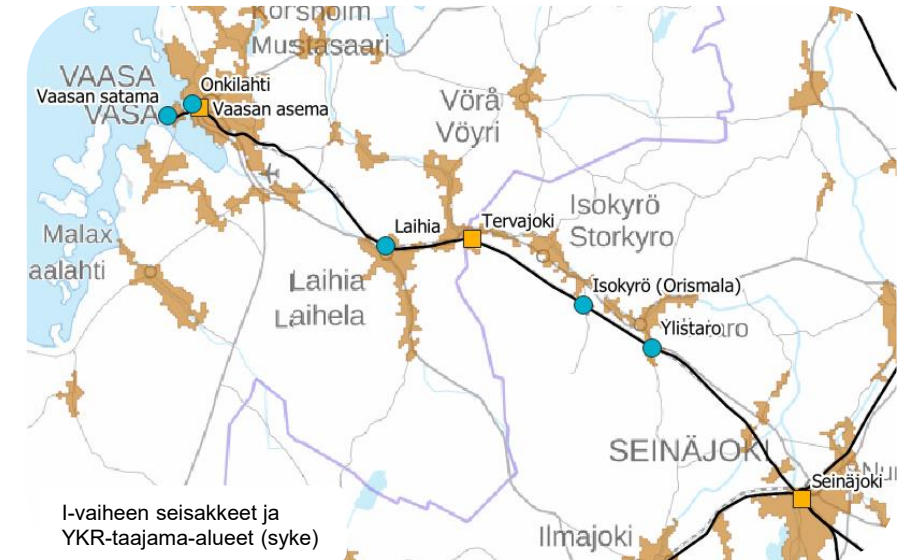 Korsholm
Mustasaari
VAASA
Onkilahti
Vaasan satama
Vaasan asema
VASA
Vörå
Vöyri
Isokyrö
Storkyro
Malax
aalahti
Laihia
Tervajoki
Laihia
Laihela
Isokyrö (Orismala)
Ylistaro
SEINÄJOKI
Seinäjoki
Ilmajoki
I-vaiheen seisakkeet ja
YKR-taajama-alueet (syke)